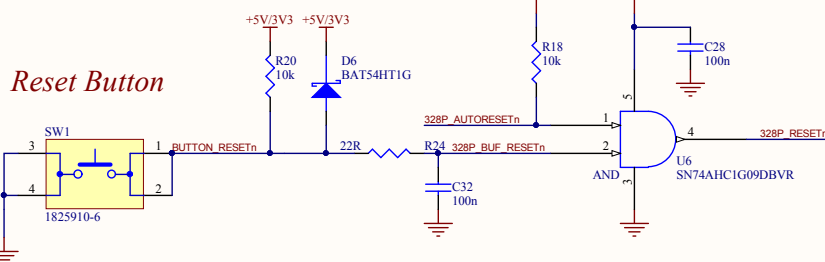 +5V/3V3 +5V/3V3
R20
10k
D6
BAT54HT1G
R18
10k
C28
100n
Reset Button
SW1
5
328P_AUTORESETn
1
4
328P_RESETn
3
1
BUTTON_RESETn
22R
R24
328P_BUF_RESETn
2
U6
AND
SN74AHC1G09DBVR
3
4
2
C32
100n
1825910-6